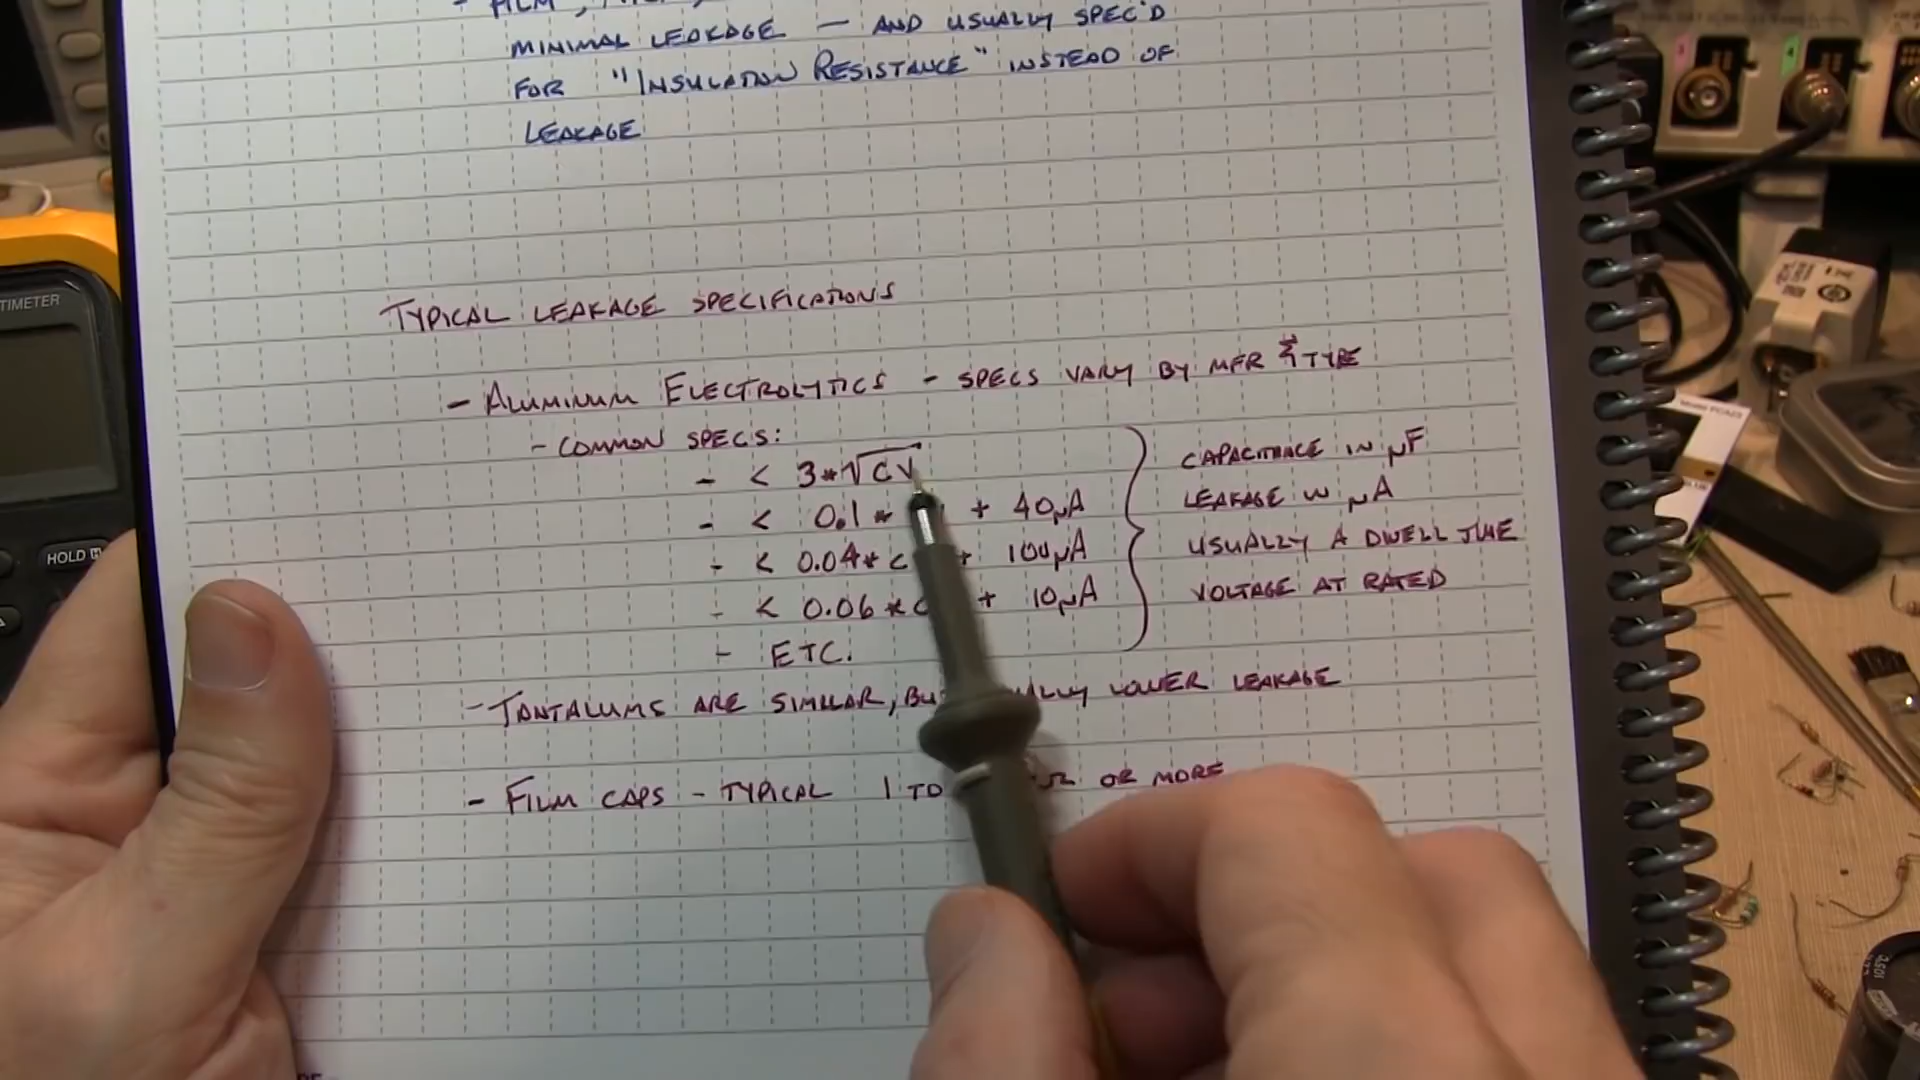 - FILM,
MINIMAL LEAKAGE — AND USUALLY SPEC'D
FOR "INSULATION RESISTANCE" INSTEAD OF
LEAKAGE
TYPICAL LEAKAGE SPECIFICATIONS
- ALUMINUM ELECTROLYTICS - SPECS VARY BY MFR & TYPE
- COMMON SPECS:
- < 3*√CV
- < 0.1 * + 40µA
- < 0.04 * C + 100µA
- < 0.06 * C + 10µA
- ETC.
CAPACITANCE IN µF
LEAKAGE IN µA
USUALLY A DWELL TIME
VOLTAGE AT RATED
- TANTALUMS ARE SIMILAR, LOWER LEAKAGE
- FILM CAPS - TYPICAL 1 TO OR MORE
TIMETER
HOLD H
4